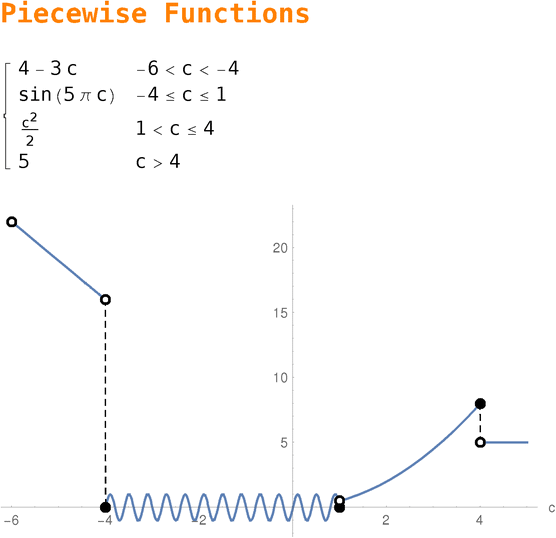 Piecewise Functions
4 - 3 c    -6 < c < -4
sin(5 π c)    -4 ≤ c ≤ 1
c²/2    1 < c ≤ 4
5    c > 4
20
15
10
5
-6 -4 -2 2 4 c